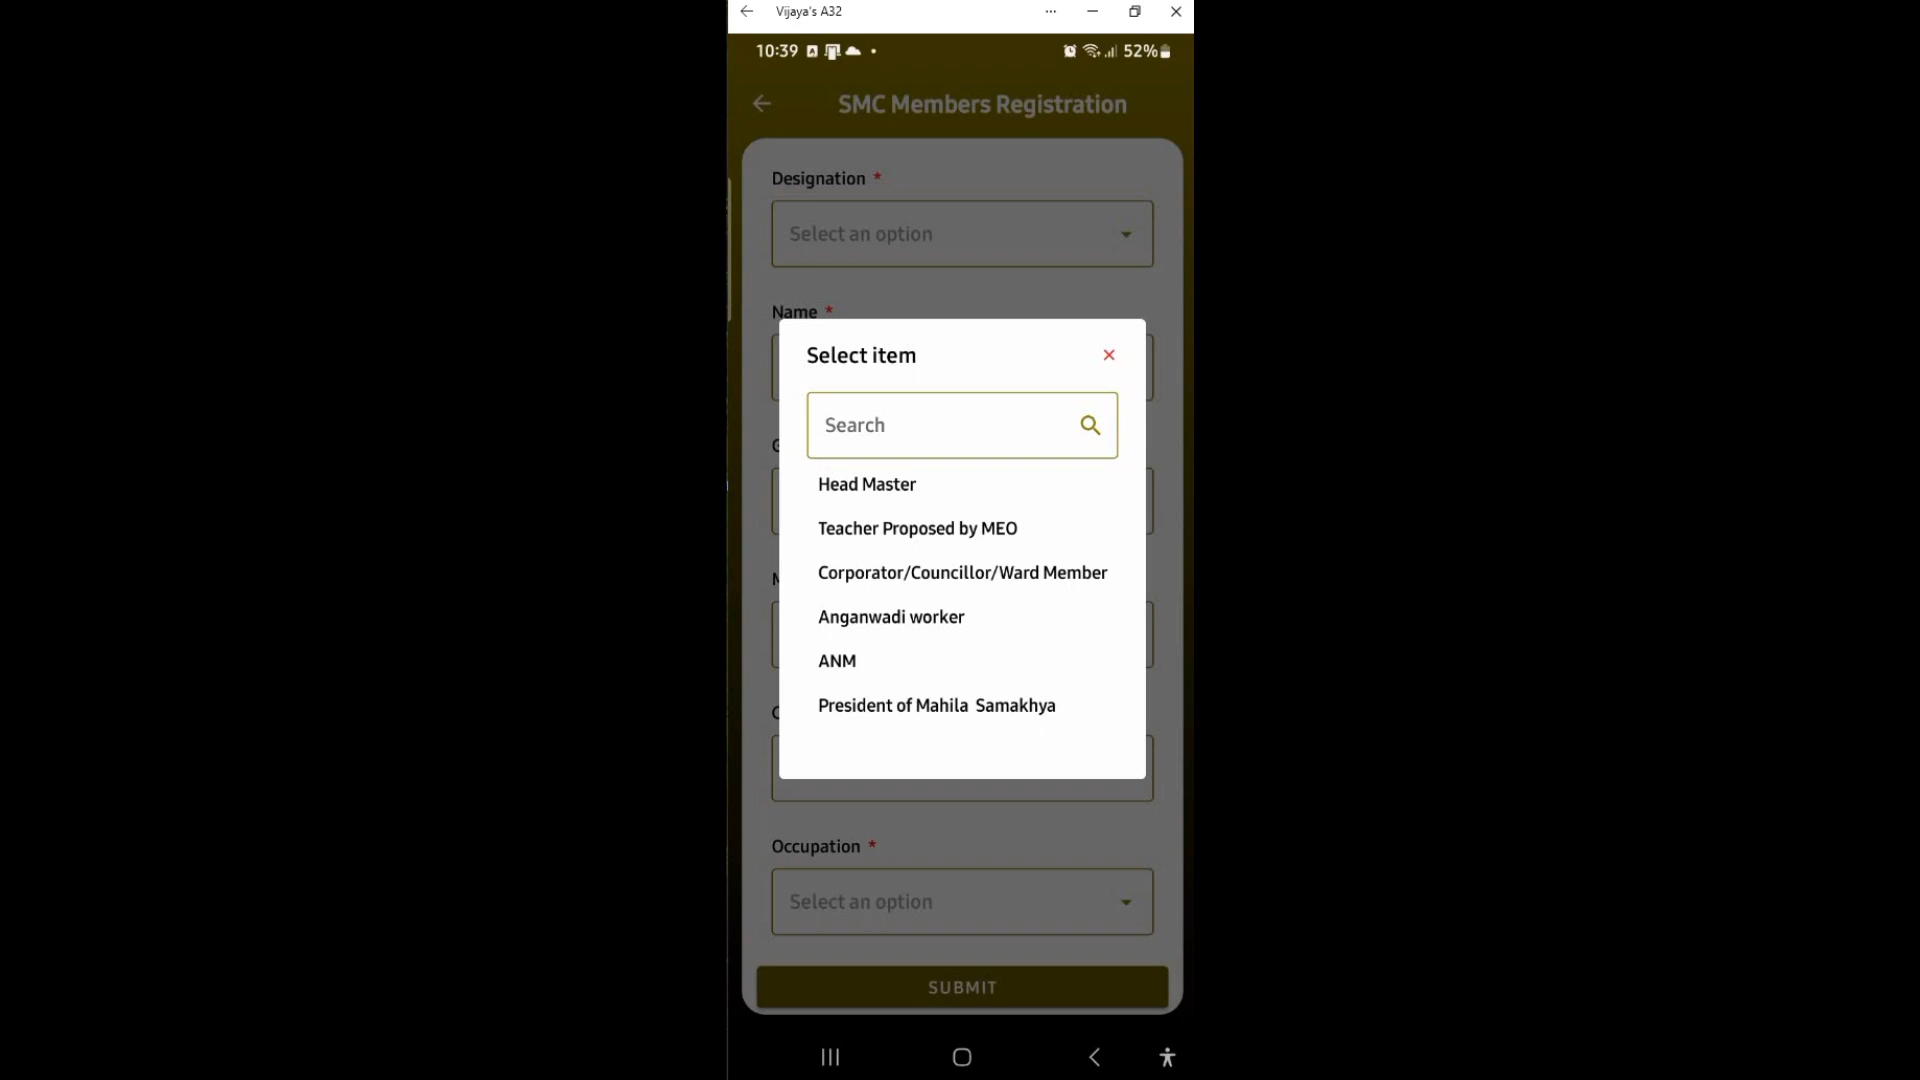 Vijaya's A32
10:39
52%
SMC Members Registration
Designation *
Select an option
Name *
Select item
Search
Head Master
Teacher Proposed by MEO
Corporator/Councillor/Ward Member
Anganwadi worker
ANM
President of Mahila Samakhya
Occupation *
Select an option
SUBMIT